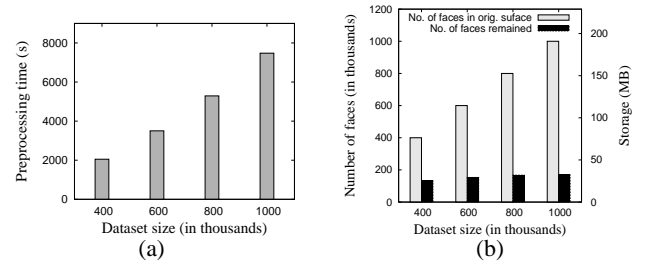 Preprocessing time (s)
8000
6000
4000
2000
0
400 600 800 1000
Dataset size (in thousands)
(a)
Number of faces (in thousands)
1200
1000
800
600
400
200
0
No. of faces in orig. suface
No. of faces remained
200
150
100
50
0
Storage (MB)
400 600 800 1000
Dataset size (in thousands)
(b)